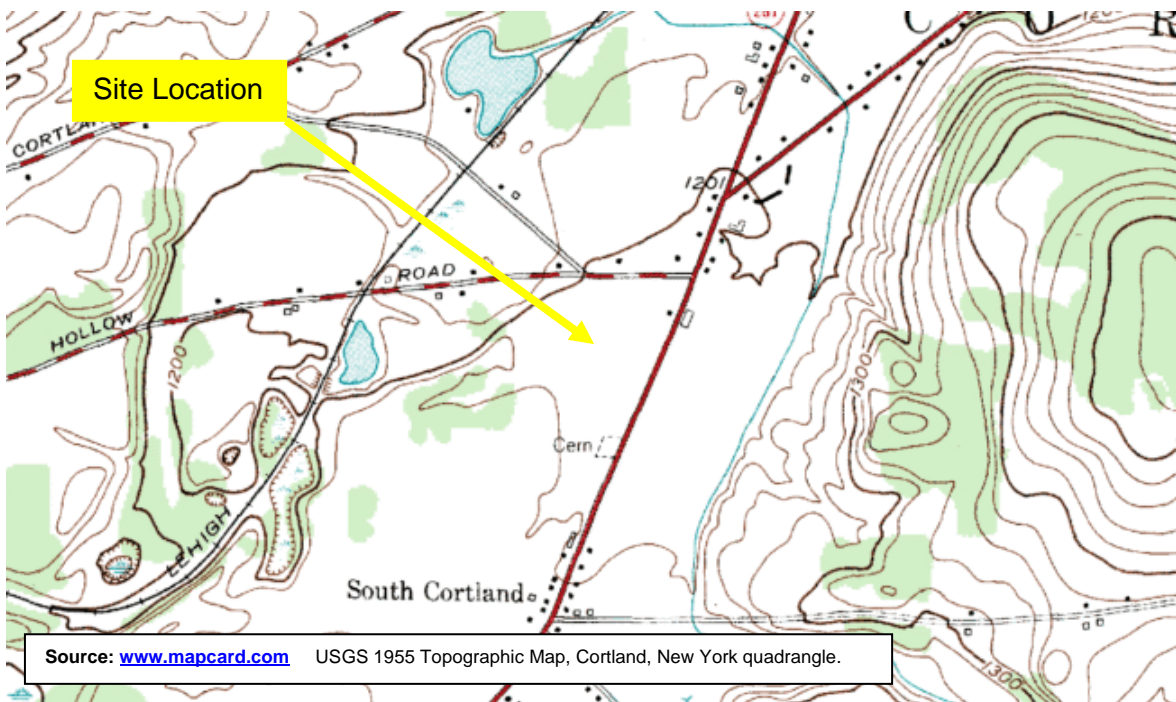 C O R
Site Location
CORTLA
1201
ROAD
HOLLOW
1200
1300
Cem
LEHIGH
South Cortland
Source: www.mapcard.com USGS 1955 Topographic Map, Cortland, New York quadrangle.
1300